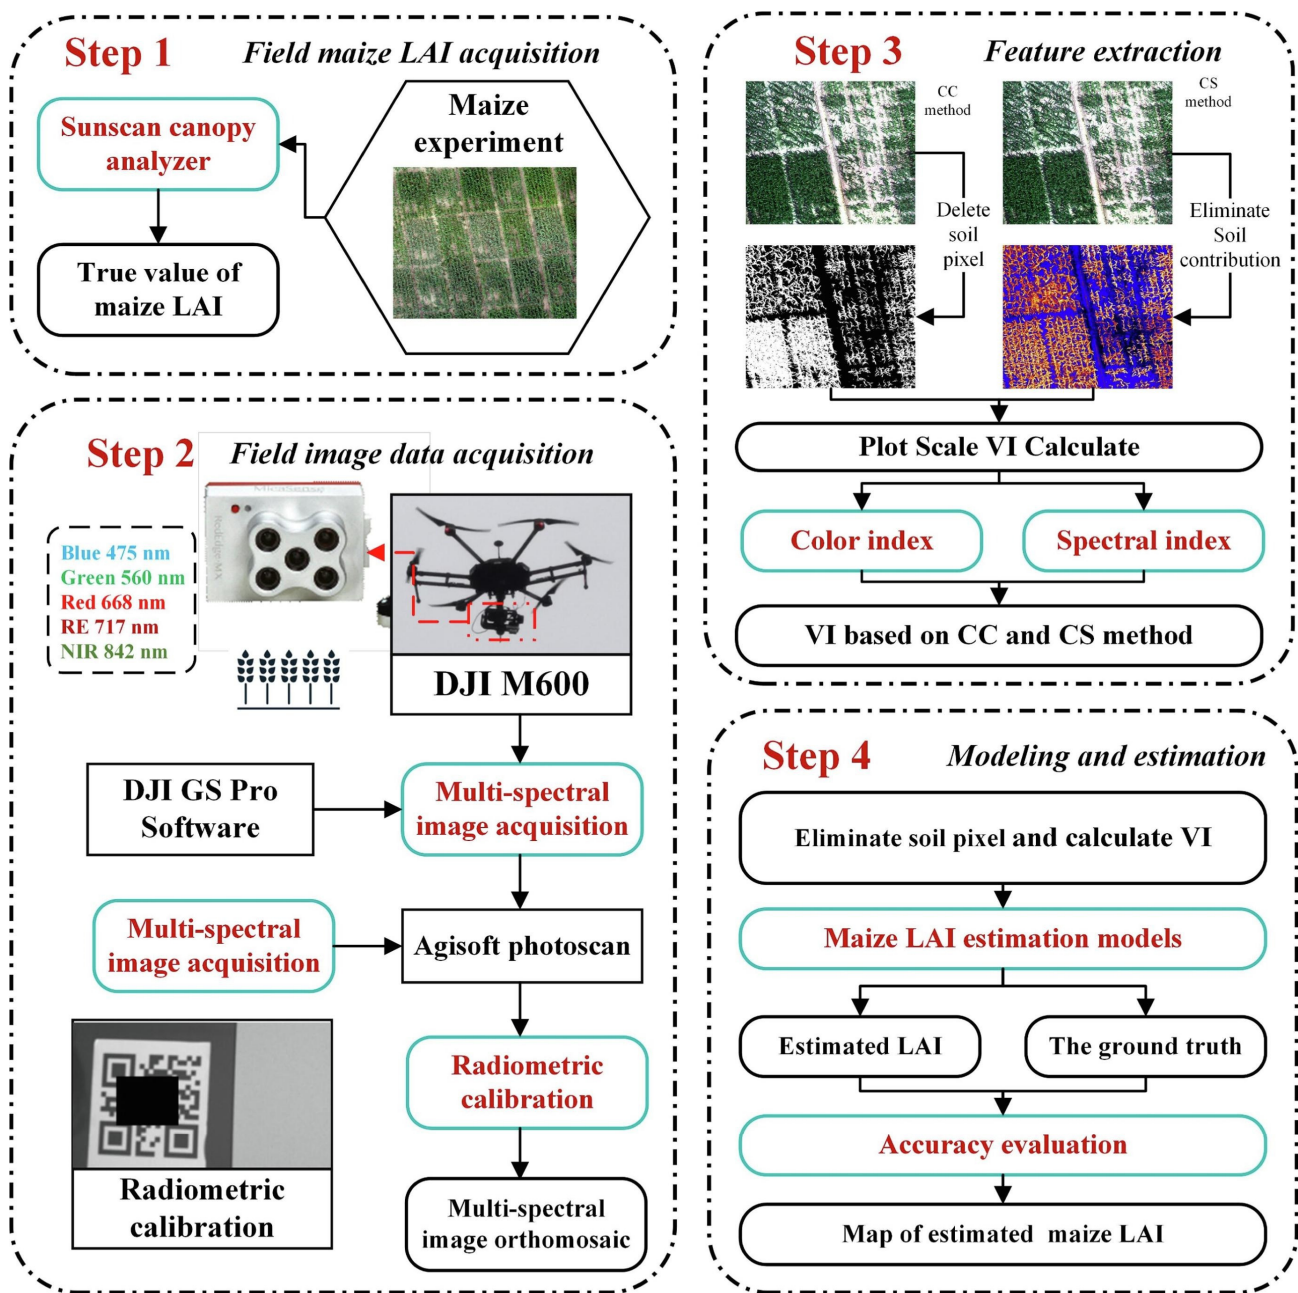 Step 1
Field maize LAI acquisition
Sunscan canopy
analyzer
Maize
experiment
True value of
maize LAI
Step 2
Field image data acquisition
MicaSense
RedEdge-MX
Blue 475 nm
Green 560 nm
Red 668 nm
RE 717 nm
NIR 842 nm
DJI M600
DJI GS Pro
Software
Multi-spectral
image acquisition
Multi-spectral
image acquisition
Agisoft photoscan
Radiometric
calibration
Radiometric
calibration
Multi-spectral
image orthomosaic
Step 3
Feature extraction
CC
method
CS
method
Delete
soil
pixel
Eliminate
Soil
contribution
Plot Scale VI Calculate
Color index
Spectral index
VI based on CC and CS method
Step 4
Modeling and estimation
Eliminate soil pixel and calculate VI
Maize LAI estimation models
Estimated LAI
The ground truth
Accuracy evaluation
Map of estimated maize LAI